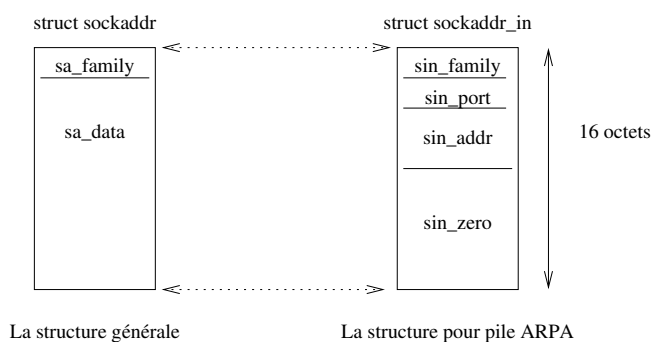 struct sockaddr
struct sockaddr_in
sa_family
sa_data
sin_family
sin_port
sin_addr
sin_zero
16 octets
La structure générale
La structure pour pile ARPA